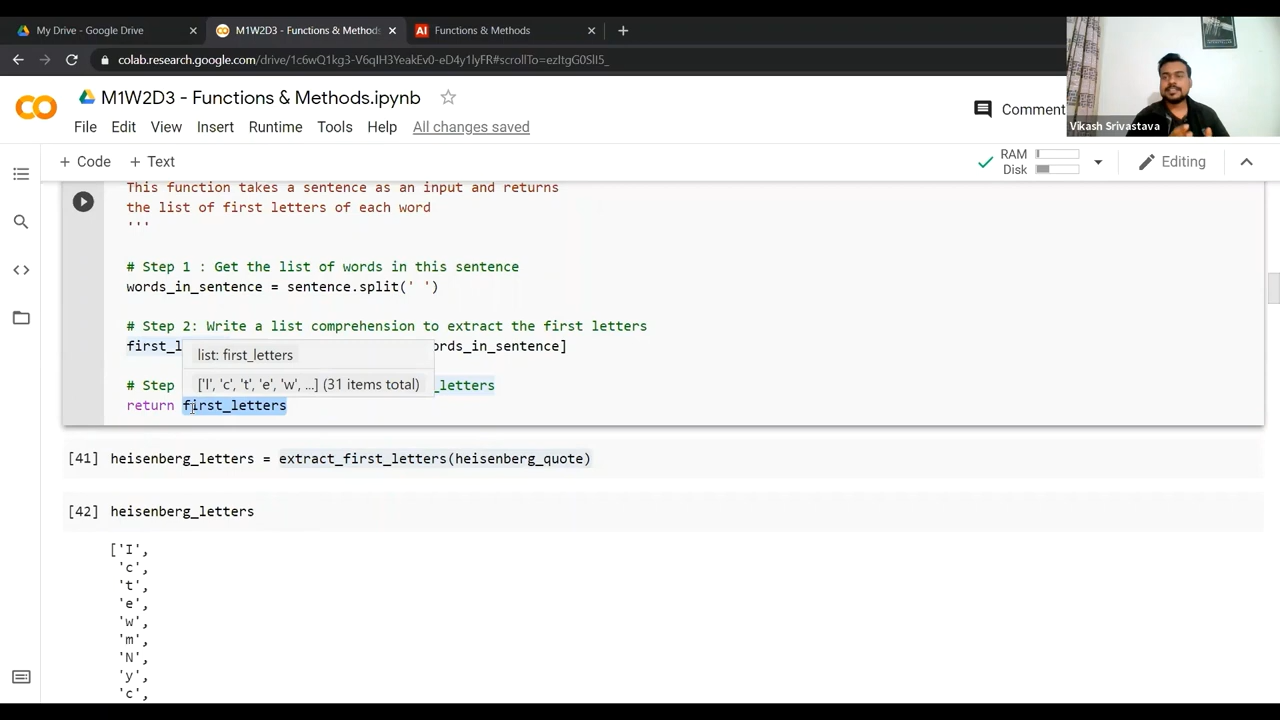 My Drive - Google Drive
M1W2D3 - Functions & Methods
Functions & Methods
colab.research.google.com/drive/1c6wQ1kg3-V6qIH3YeakEv0-eD4y1lyFR#scrollTo=ezItgG0SlI5_
M1W2D3 - Functions & Methods.ipynb
Comment
Vikash Srivastava
File Edit View Insert Runtime Tools Help All changes saved
+ Code + Text
RAM
Disk
Editing
This function takes a sentence as an input and returns
the list of first letters of each word
'''
# Step 1 : Get the list of words in this sentence
words_in_sentence = sentence.split(' ')
# Step 2: Write a list comprehension to extract the first letters
first_l ords_in_sentence]
list: first_letters
['I', 'c', 't', 'e', 'w', ...] (31 items total)
# Step _letters
return first_letters
[41] heisenberg_letters = extract_first_letters(heisenberg_quote)
[42] heisenberg_letters
['I',
'c',
't',
'e',
'w',
'm',
'N',
'y',
'c',